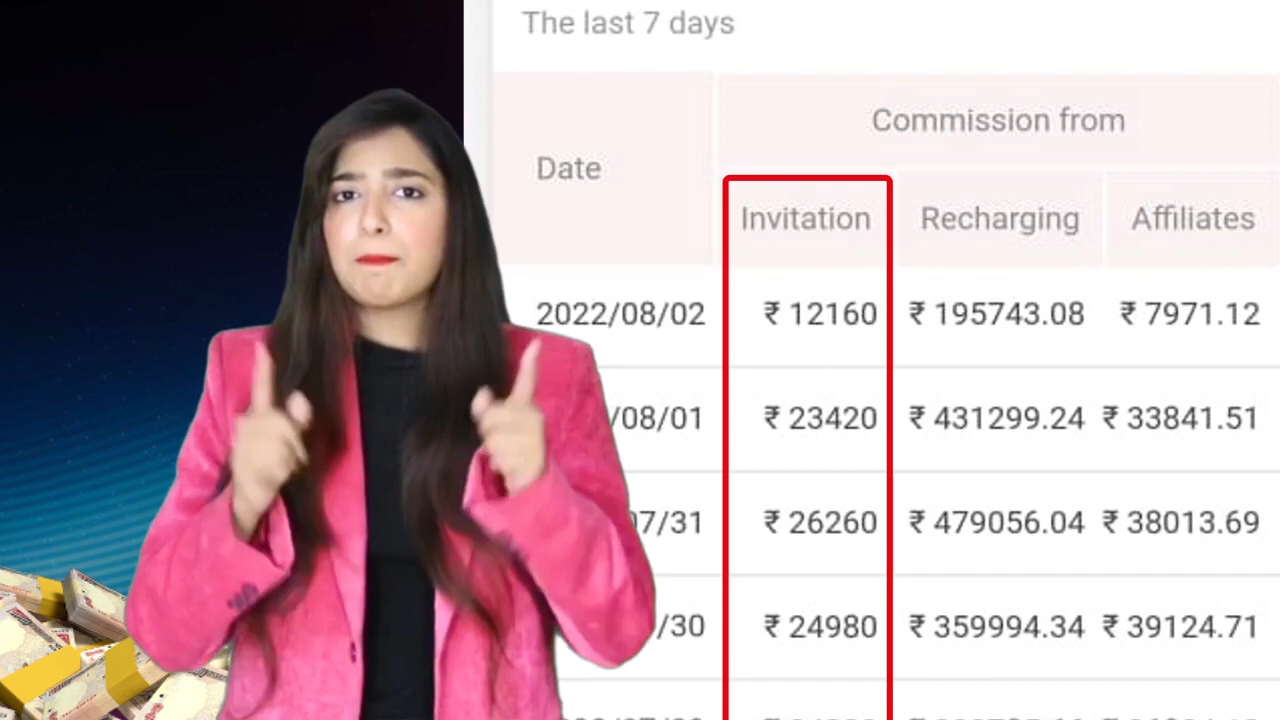 The last 7 days
Commission from
Date
Invitation Recharging Affiliates
2022/08/02 ₹ 12160 ₹ 195743.08 ₹ 7971.12
/08/01 ₹ 23420 ₹ 431299.24 ₹ 33841.51
07/31 ₹ 26260 ₹ 479056.04 ₹ 38013.69
/30 ₹ 24980 ₹ 359994.34 ₹ 39124.71